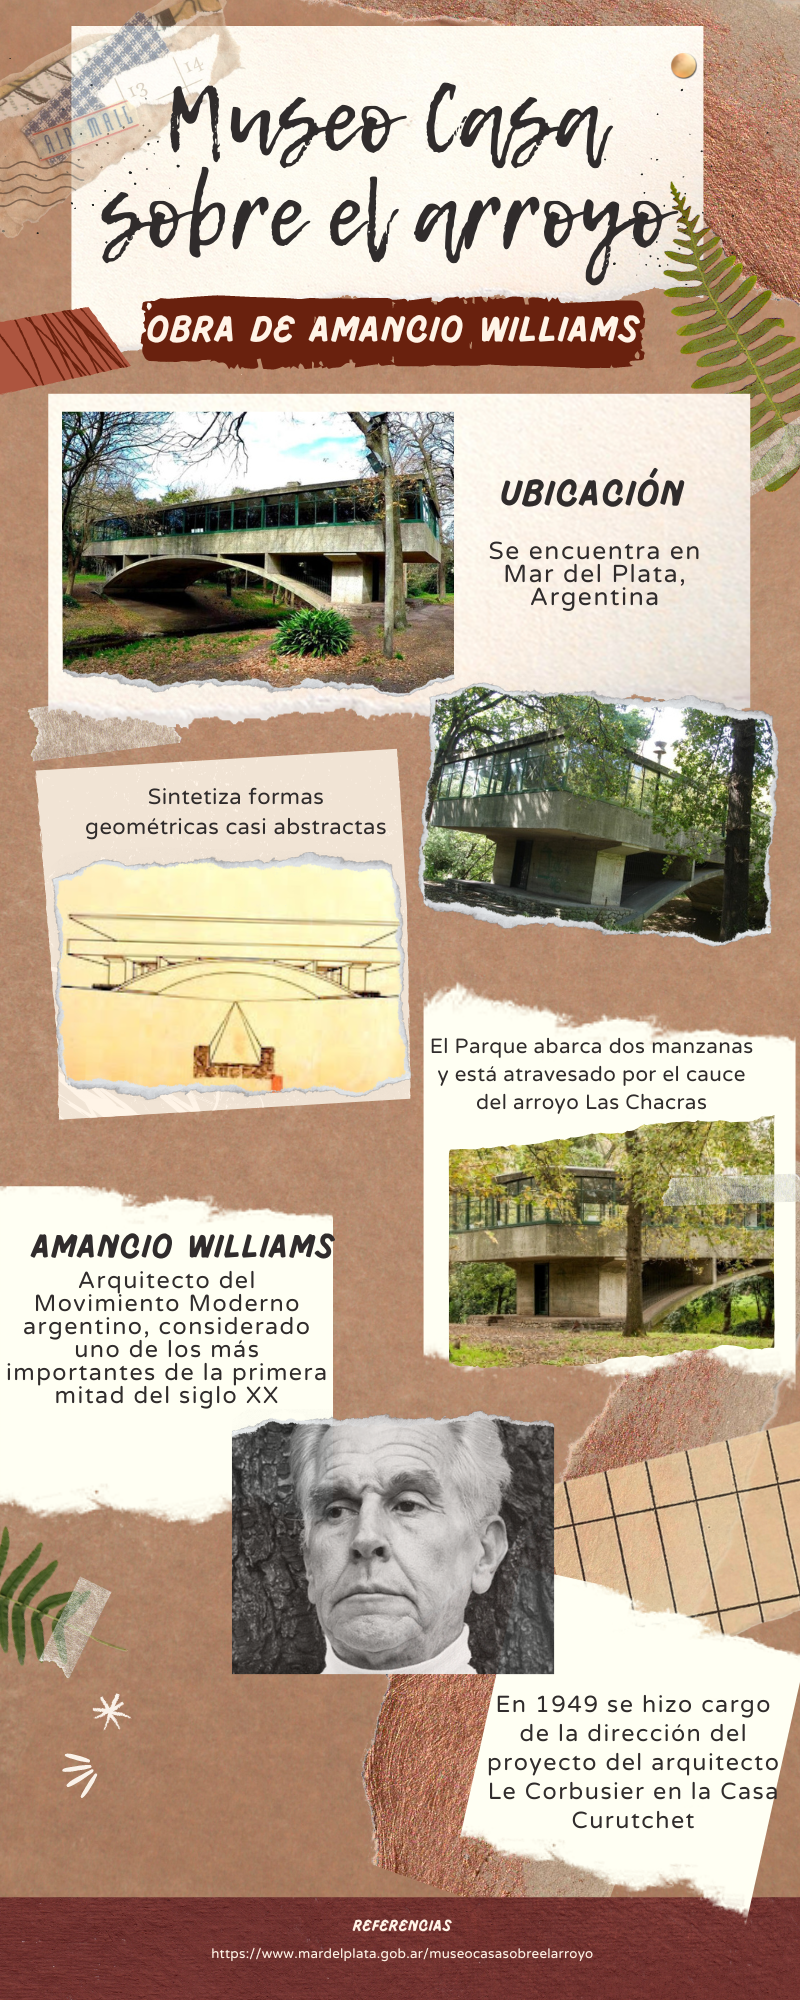 13
14
AIR·MAIL
Museo Casa
sobre el arroyo
OBRA DE AMANCIO WILLIAMS
UBICACIÓN
Se encuentra en
Mar del Plata,
Argentina
Sintetiza formas
geométricas casi abstractas
El Parque abarca dos manzanas
y está atravesado por el cauce
del arroyo Las Chacras
AMANCIO WILLIAMS
Arquitecto del
Movimiento Moderno
argentino, considerado
uno de los más
importantes de la primera
mitad del siglo XX
En 1949 se hizo cargo
de la dirección del
proyecto del arquitecto
Le Corbusier en la Casa
Curutchet
REFERENCIAS
https://www.mardelplata.gob.ar/museocasasobreelarroyo